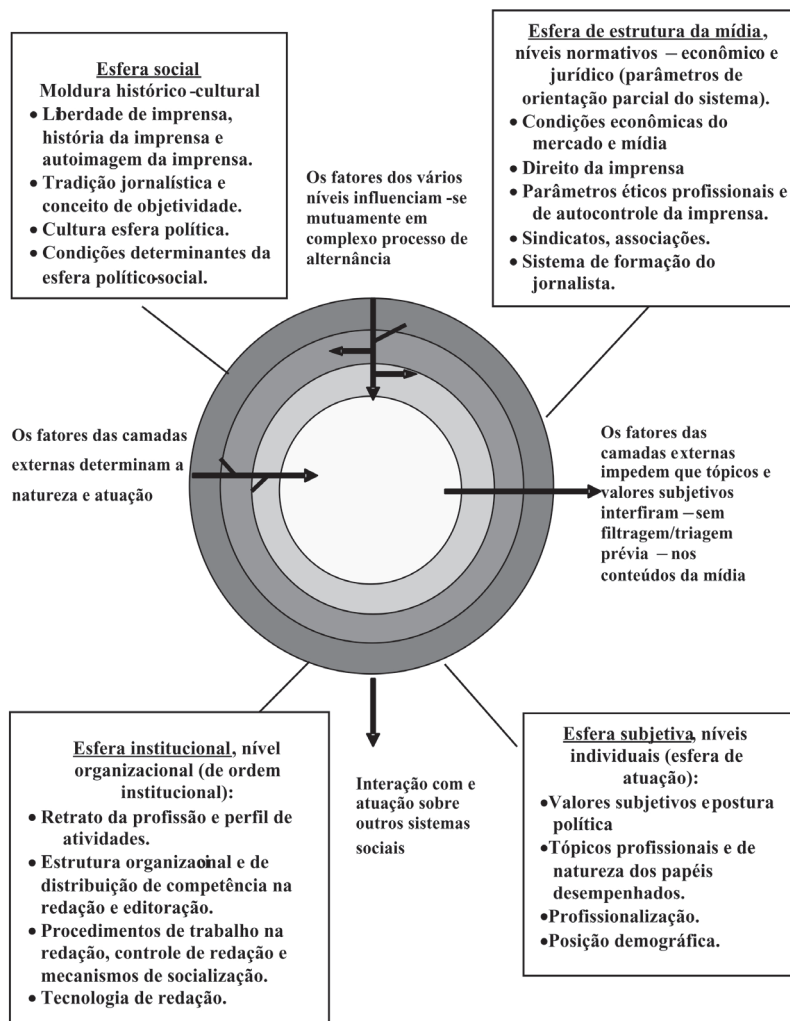 Esfera social
Moldura histórico-cultural
• Liberdade de imprensa,
história da imprensa e
autoimagem da imprensa.
• Tradição jornalística e
conceito de objetividade.
• Cultura esfera política.
• Condições determinantes da
esfera político-social.
Esfera de estrutura da mídia,
níveis normativos – econômico e
jurídico (parâmetros de
orientação parcial do sistema).
• Condições econômicas do
mercado e mídia
• Direito da imprensa
• Parâmetros éticos profissionais e
de autocontrole da imprensa.
• Sindicatos, associações.
• Sistema de formação do
jornalista.
Os fatores dos vários
níveis influenciam -se
mutuamente em
complexo processo de
alternância
Os fatores das camadas
externas determinam a
natureza e atuação
Os fatores das
camadas externas
impedem que tópicos e
valores subjetivos
interfiram – sem
filtragem/triagem
prévia – nos
conteúdos da mídia
Esfera institucional, nível
organizacional (de ordem
institucional):
• Retrato da profissão e perfil de
atividades.
• Estrutura organizacional e de
distribuição de competência na
redação e editoração.
• Procedimentos de trabalho na
redação, controle de redação e
mecanismos de socialização.
• Tecnologia de redação.
Interação com e
atuação sobre
outros sistemas
sociais
Esfera subjetiva, níveis
individuais (esfera de
atuação):
•Valores subjetivos e postura
política
•Tópicos profissionais e de
natureza dos papéis
desempenhados.
•Profissionalização.
•Posição demográfica.